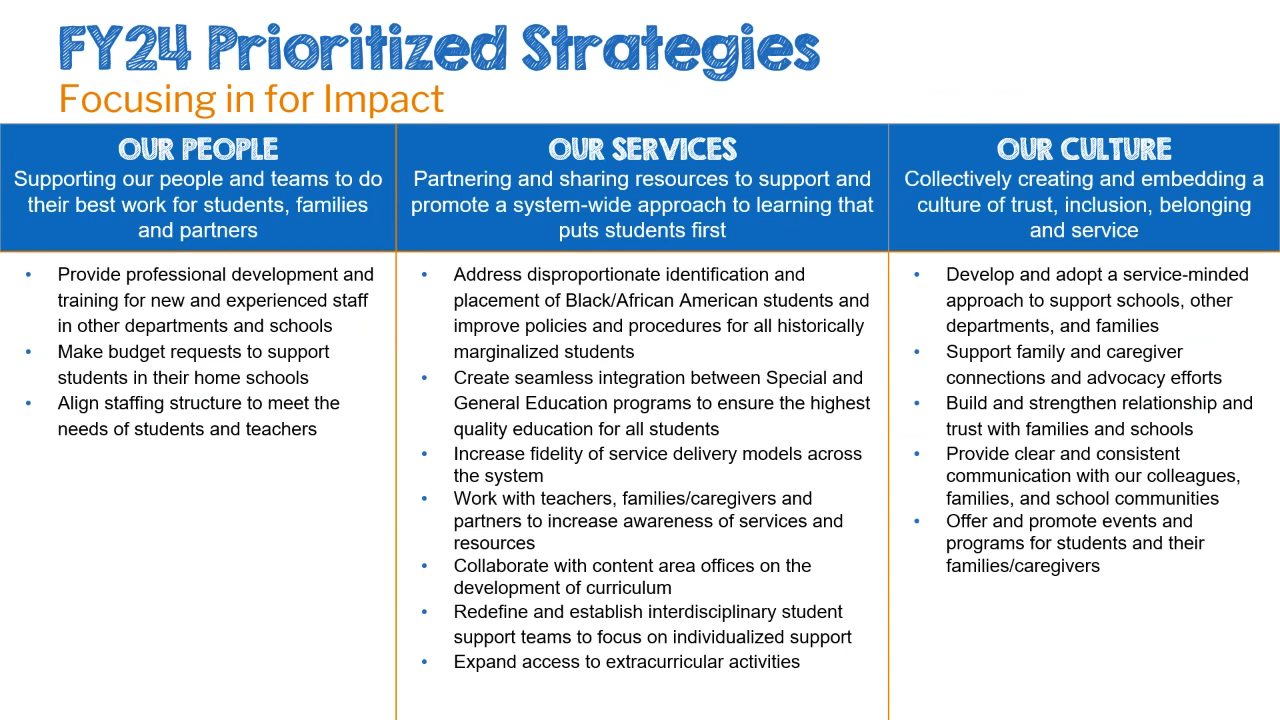 FY24 Prioritized Strategies
Focusing in for Impact
OUR PEOPLE
Supporting our people and teams to do
their best work for students, families
and partners
• Provide professional development and
training for new and experienced staff
in other departments and schools
• Make budget requests to support
students in their home schools
• Align staffing structure to meet the
needs of students and teachers
OUR SERVICES
Partnering and sharing resources to support and
promote a system-wide approach to learning that
puts students first
• Address disproportionate identification and
placement of Black/African American students and
improve policies and procedures for all historically
marginalized students
• Create seamless integration between Special and
General Education programs to ensure the highest
quality education for all students
• Increase fidelity of service delivery models across
the system
• Work with teachers, families/caregivers and
partners to increase awareness of services and
resources
• Collaborate with content area offices on the
development of curriculum
• Redefine and establish interdisciplinary student
support teams to focus on individualized support
• Expand access to extracurricular activities
OUR CULTURE
Collectively creating and embedding a
culture of trust, inclusion, belonging
and service
• Develop and adopt a service-minded
approach to support schools, other
departments, and families
• Support family and caregiver
connections and advocacy efforts
• Build and strengthen relationship and
trust with families and schools
• Provide clear and consistent
communication with our colleagues,
families, and school communities
• Offer and promote events and
programs for students and their
families/caregivers